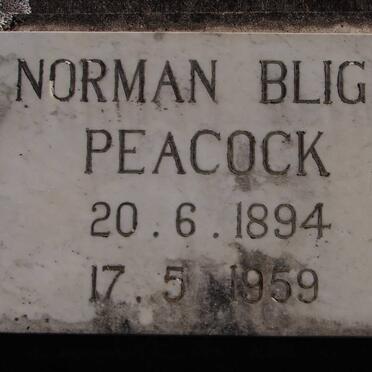 NORMAN BLIG
PEACOCK
20.6.1894
17.5 1959